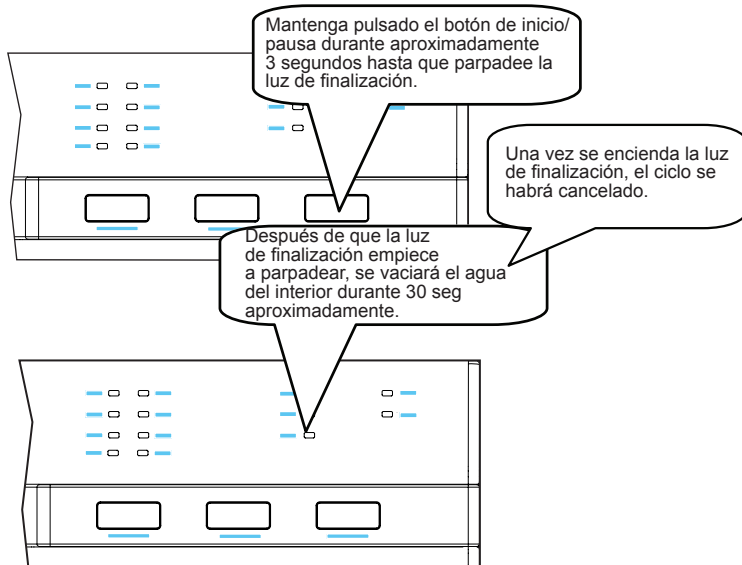 Mantenga pulsado el botón de inicio/
pausa durante aproximadamente
3 segundos hasta que parpadee la
luz de finalización.
Una vez se encienda la luz
de finalización, el ciclo se
habrá cancelado.
Después de que la luz
de finalización empiece
a parpadear, se vaciará el agua
del interior durante 30 seg
aproximadamente.